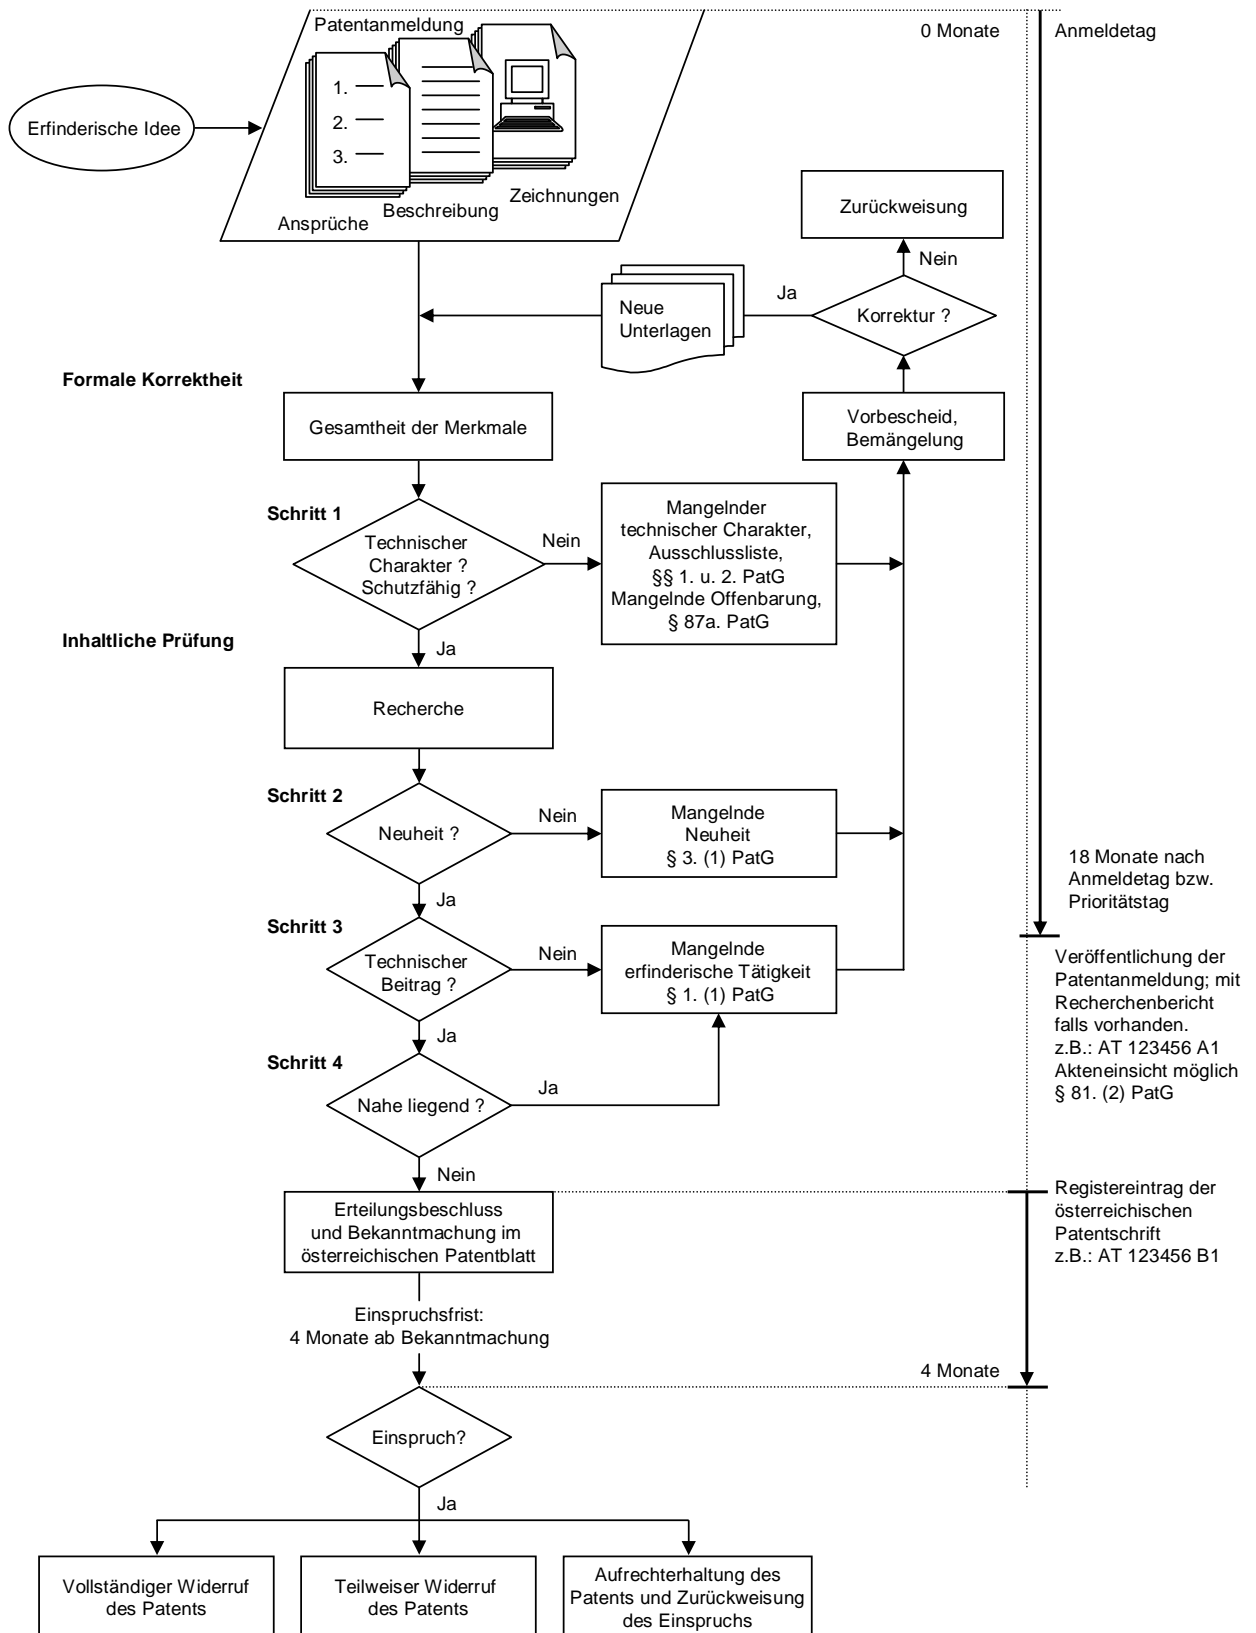 Patentanmeldung
0 Monate
Anmeldetag
1.
2.
3.
Erfinderische Idee
Ansprüche
Beschreibung
Zeichnungen
Zurückweisung
Nein
Ja
Korrektur ?
Neue
Unterlagen
Formale Korrektheit
Gesamtheit der Merkmale
Vorbescheid,
Bemängelung
Schritt 1
Technischer
Charakter ?
Schutzfähig ?
Nein
Mangelnder
technischer Charakter,
Ausschlussliste,
§§ 1. u. 2. PatG
Mangelnde Offenbarung,
§ 87a. PatG
Inhaltliche Prüfung
Ja
Recherche
Schritt 2
Neuheit ?
Nein
Mangelnde
Neuheit
§ 3. (1) PatG
18 Monate nach
Anmeldetag bzw.
Prioritätstag
Ja
Schritt 3
Technischer
Beitrag ?
Nein
Mangelnde
erfinderische Tätigkeit
§ 1. (1) PatG
Veröffentlichung der
Patentanmeldung; mit
Recherchenbericht
falls vorhanden.
z.B.: AT 123456 A1
Akteneinsicht möglich
§ 81. (2) PatG
Ja
Schritt 4
Nahe liegend ?
Ja
Nein
Erteilungsbeschluss
und Bekanntmachung im
österreichischen Patentblatt
Registereintrag der
österreichischen
Patentschrift
z.B.: AT 123456 B1
Einspruchsfrist:
4 Monate ab Bekanntmachung
4 Monate
Einspruch?
Ja
Vollständiger Widerruf
des Patents
Teilweiser Widerruf
des Patents
Aufrechterhaltung des
Patents und Zurückweisung
des Einspruchs